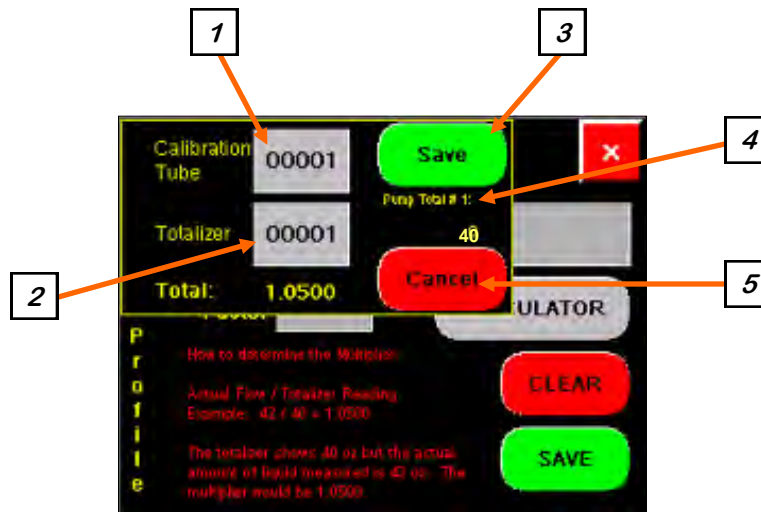 1
3
4
Calibration
Tube
00001
Save
×
Pump Total # 1:
Totalizer
00001
40
2
Total:
1.0500
Cancel
5
ULATOR
Profile
How to determine the Multiplier:
CLEAR
Actual Flow / Totalizer Reading
Example: 42 / 40 = 1.0500
The totalizer shows 40 oz but the actual
amount of liquid measured is 42 oz. The
multiplier would be 1.0500
SAVE